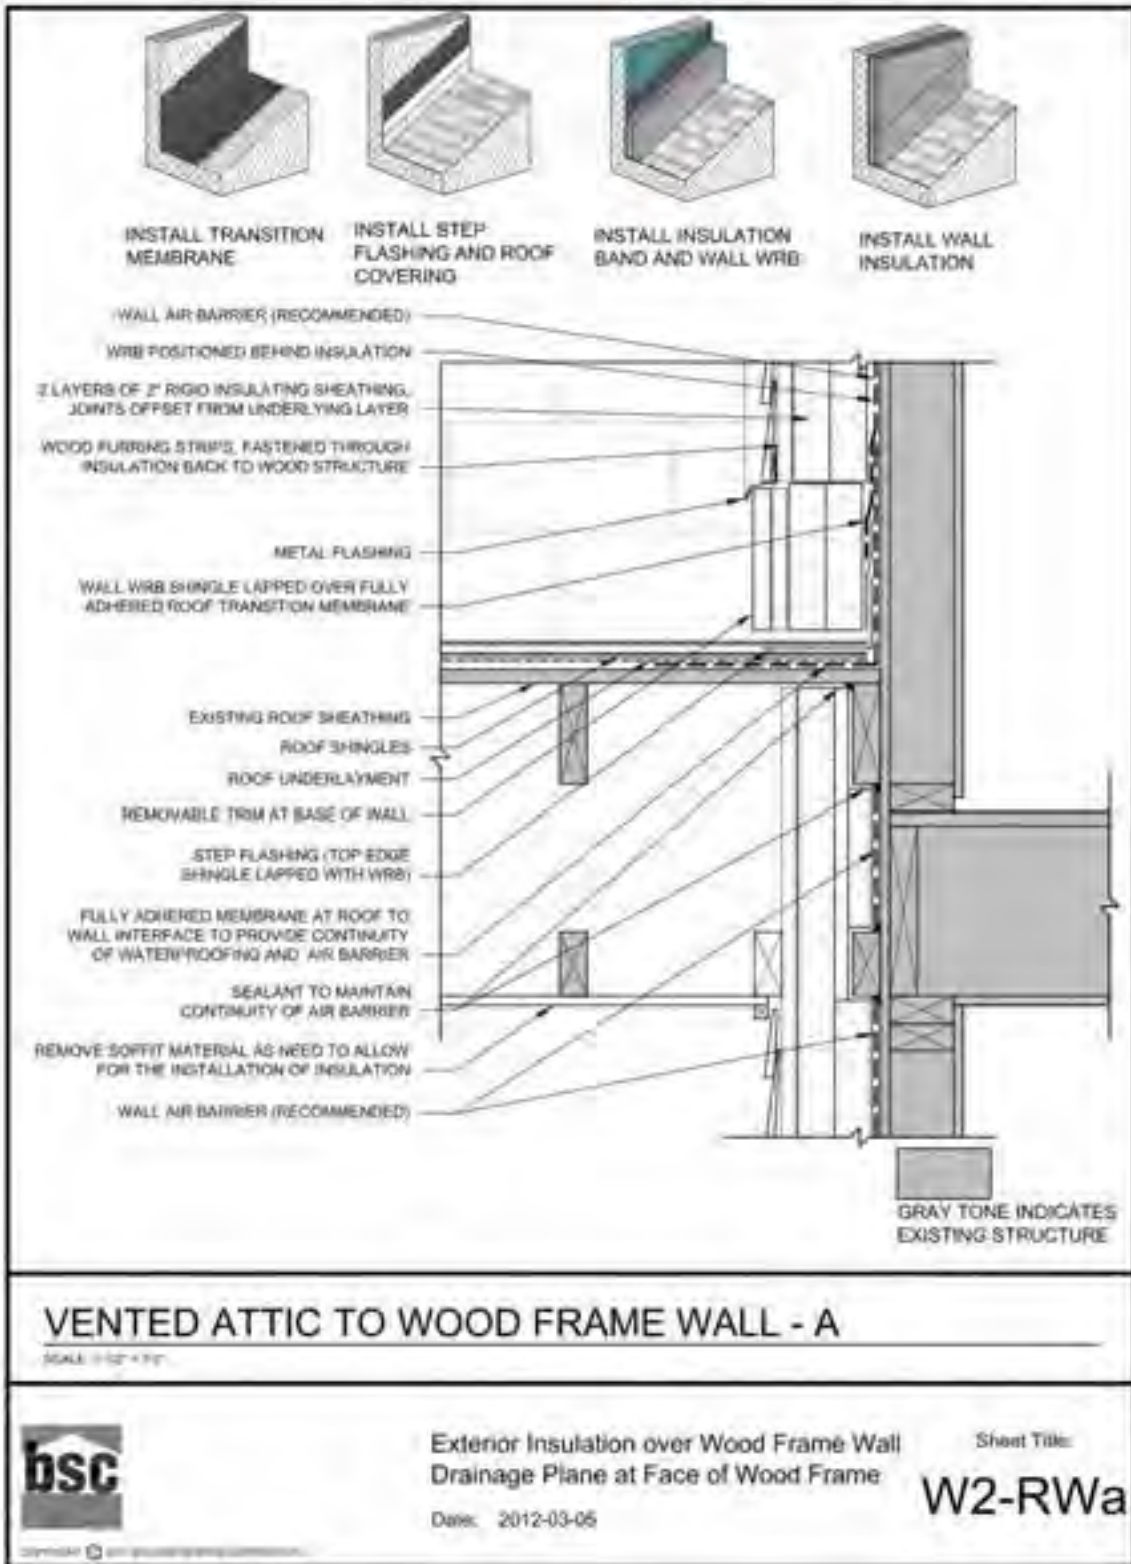 INSTALL TRANSITION
MEMBRANE
INSTALL STEP
FLASHING AND ROOF
COVERING
INSTALL INSULATION
BAND AND WALL WRB
INSTALL WALL
INSULATION
WALL AIR BARRIER (RECOMMENDED)
WRB POSITIONED BEHIND INSULATION
2 LAYERS OF 2" RIGID INSULATING SHEATHING,
JOINTS OFFSET FROM UNDERLYING LAYER
WOOD FURRING STRIPS, FASTENED THROUGH
INSULATION BACK TO WOOD STRUCTURE
METAL FLASHING
WALL WRB SHINGLE LAPPED OVER FULLY
ADHERED ROOF TRANSITION MEMBRANE
EXISTING ROOF SHEATHING
ROOF SHINGLES
ROOF UNDERLAYMENT
REMOVABLE TRIM AT BASE OF WALL
STEP FLASHING (TOP EDGE
SHINGLE LAPPED WITH WRB)
FULLY ADHERED MEMBRANE AT ROOF TO
WALL INTERFACE TO PROVIDE CONTINUITY
OF WATERPROOFING AND AIR BARRIER
SEALANT TO MAINTAIN
CONTINUITY OF AIR BARRIER
REMOVE SOFFIT MATERIAL AS NEED TO ALLOW
FOR THE INSTALLATION OF INSULATION
WALL AIR BARRIER (RECOMMENDED)
GRAY TONE INDICATES
EXISTING STRUCTURE
VENTED ATTIC TO WOOD FRAME WALL - A
SCALE:
bsc
Exterior Insulation over Wood Frame Wall
Drainage Plane at Face of Wood Frame
Date: 2012-03-05
Sheet Title:
W2-RWa
COPYRIGHT ©